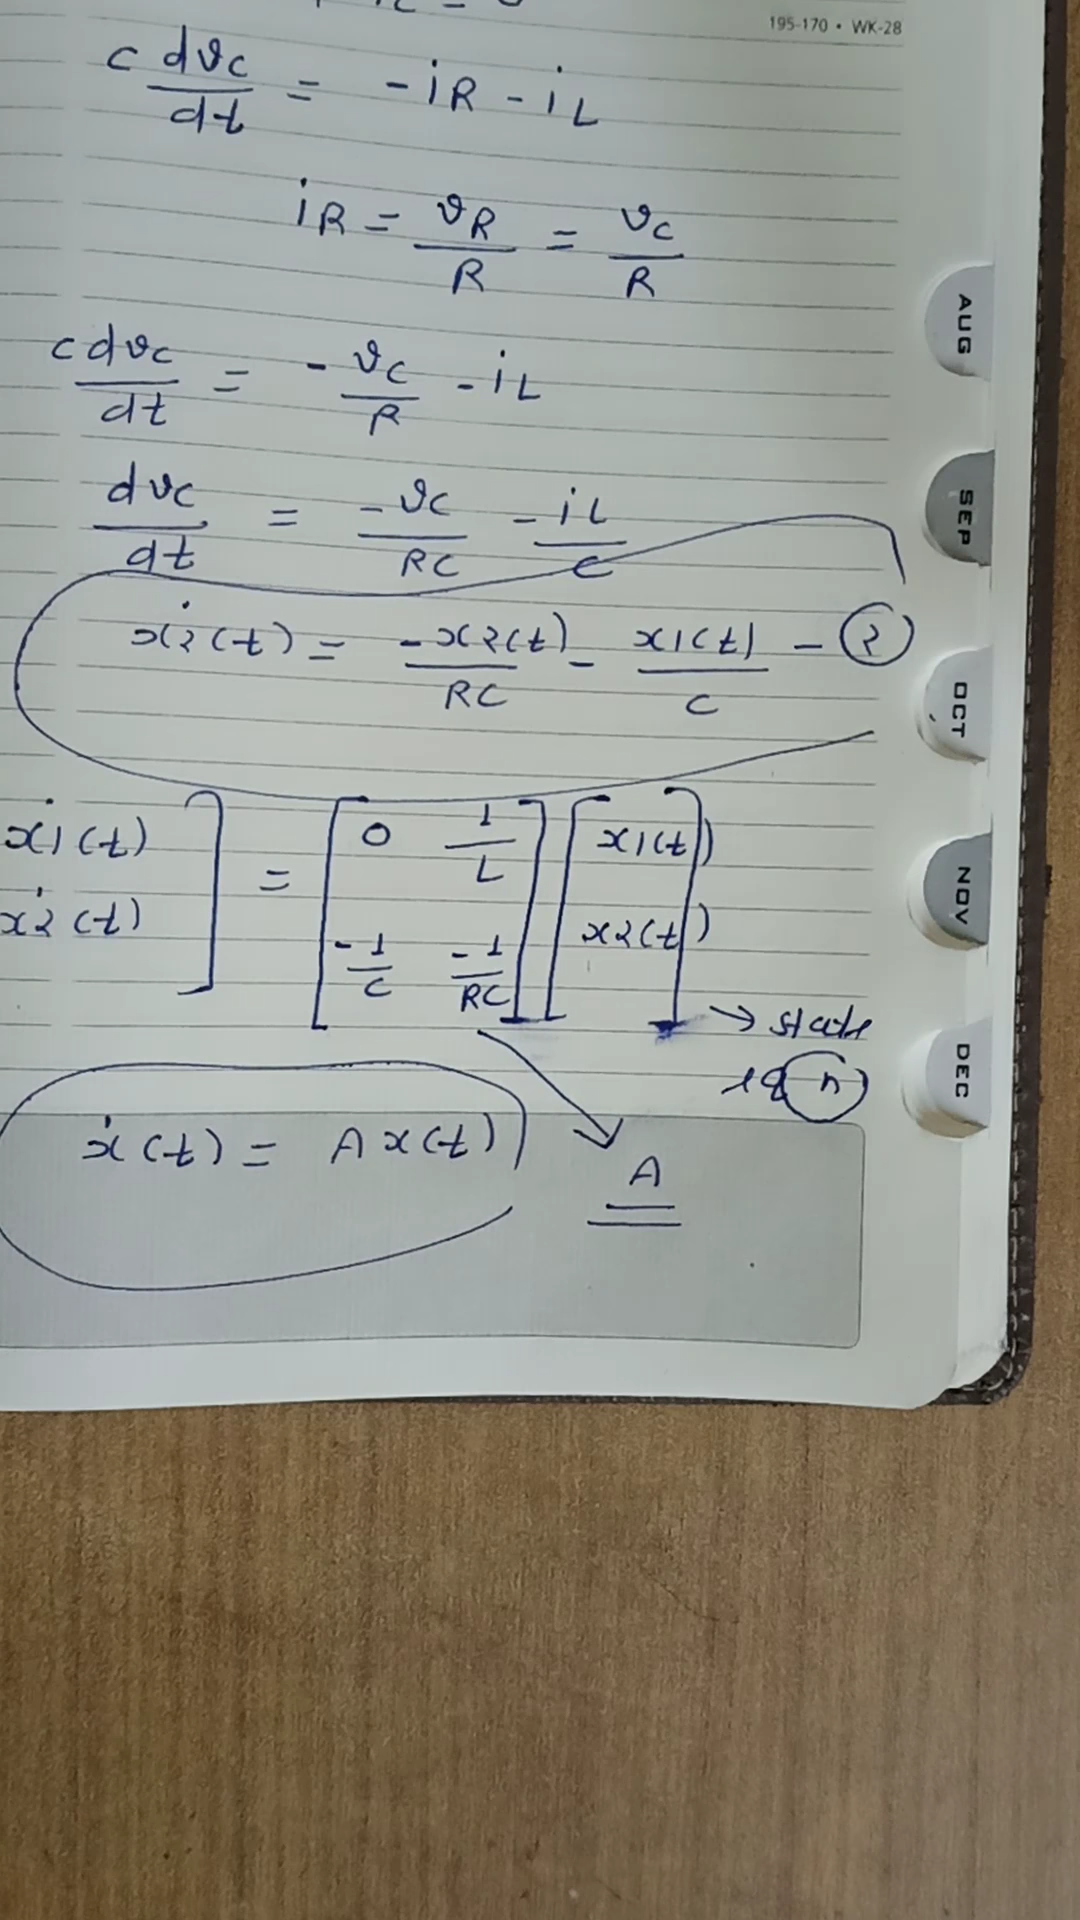 195-170 • WK-28
c dvc/dt = -iR - iL
iR = vR/R = vc/R
c dvc/dt = -vc/R - iL
dvc/dt = -vc/RC - iL/C
ẋ2(t) = -x2(t)/RC - x1(t)/C - ②
ẋ1(t) ] = [ 0 1/L ] [ x1(t) ]
ẋ2(t) ] [ -1/C -1/RC ] [ x2(t) ] → state
ẋ(t) = A x(t)
A
AUG
SEP
OCT
NOV
DEC